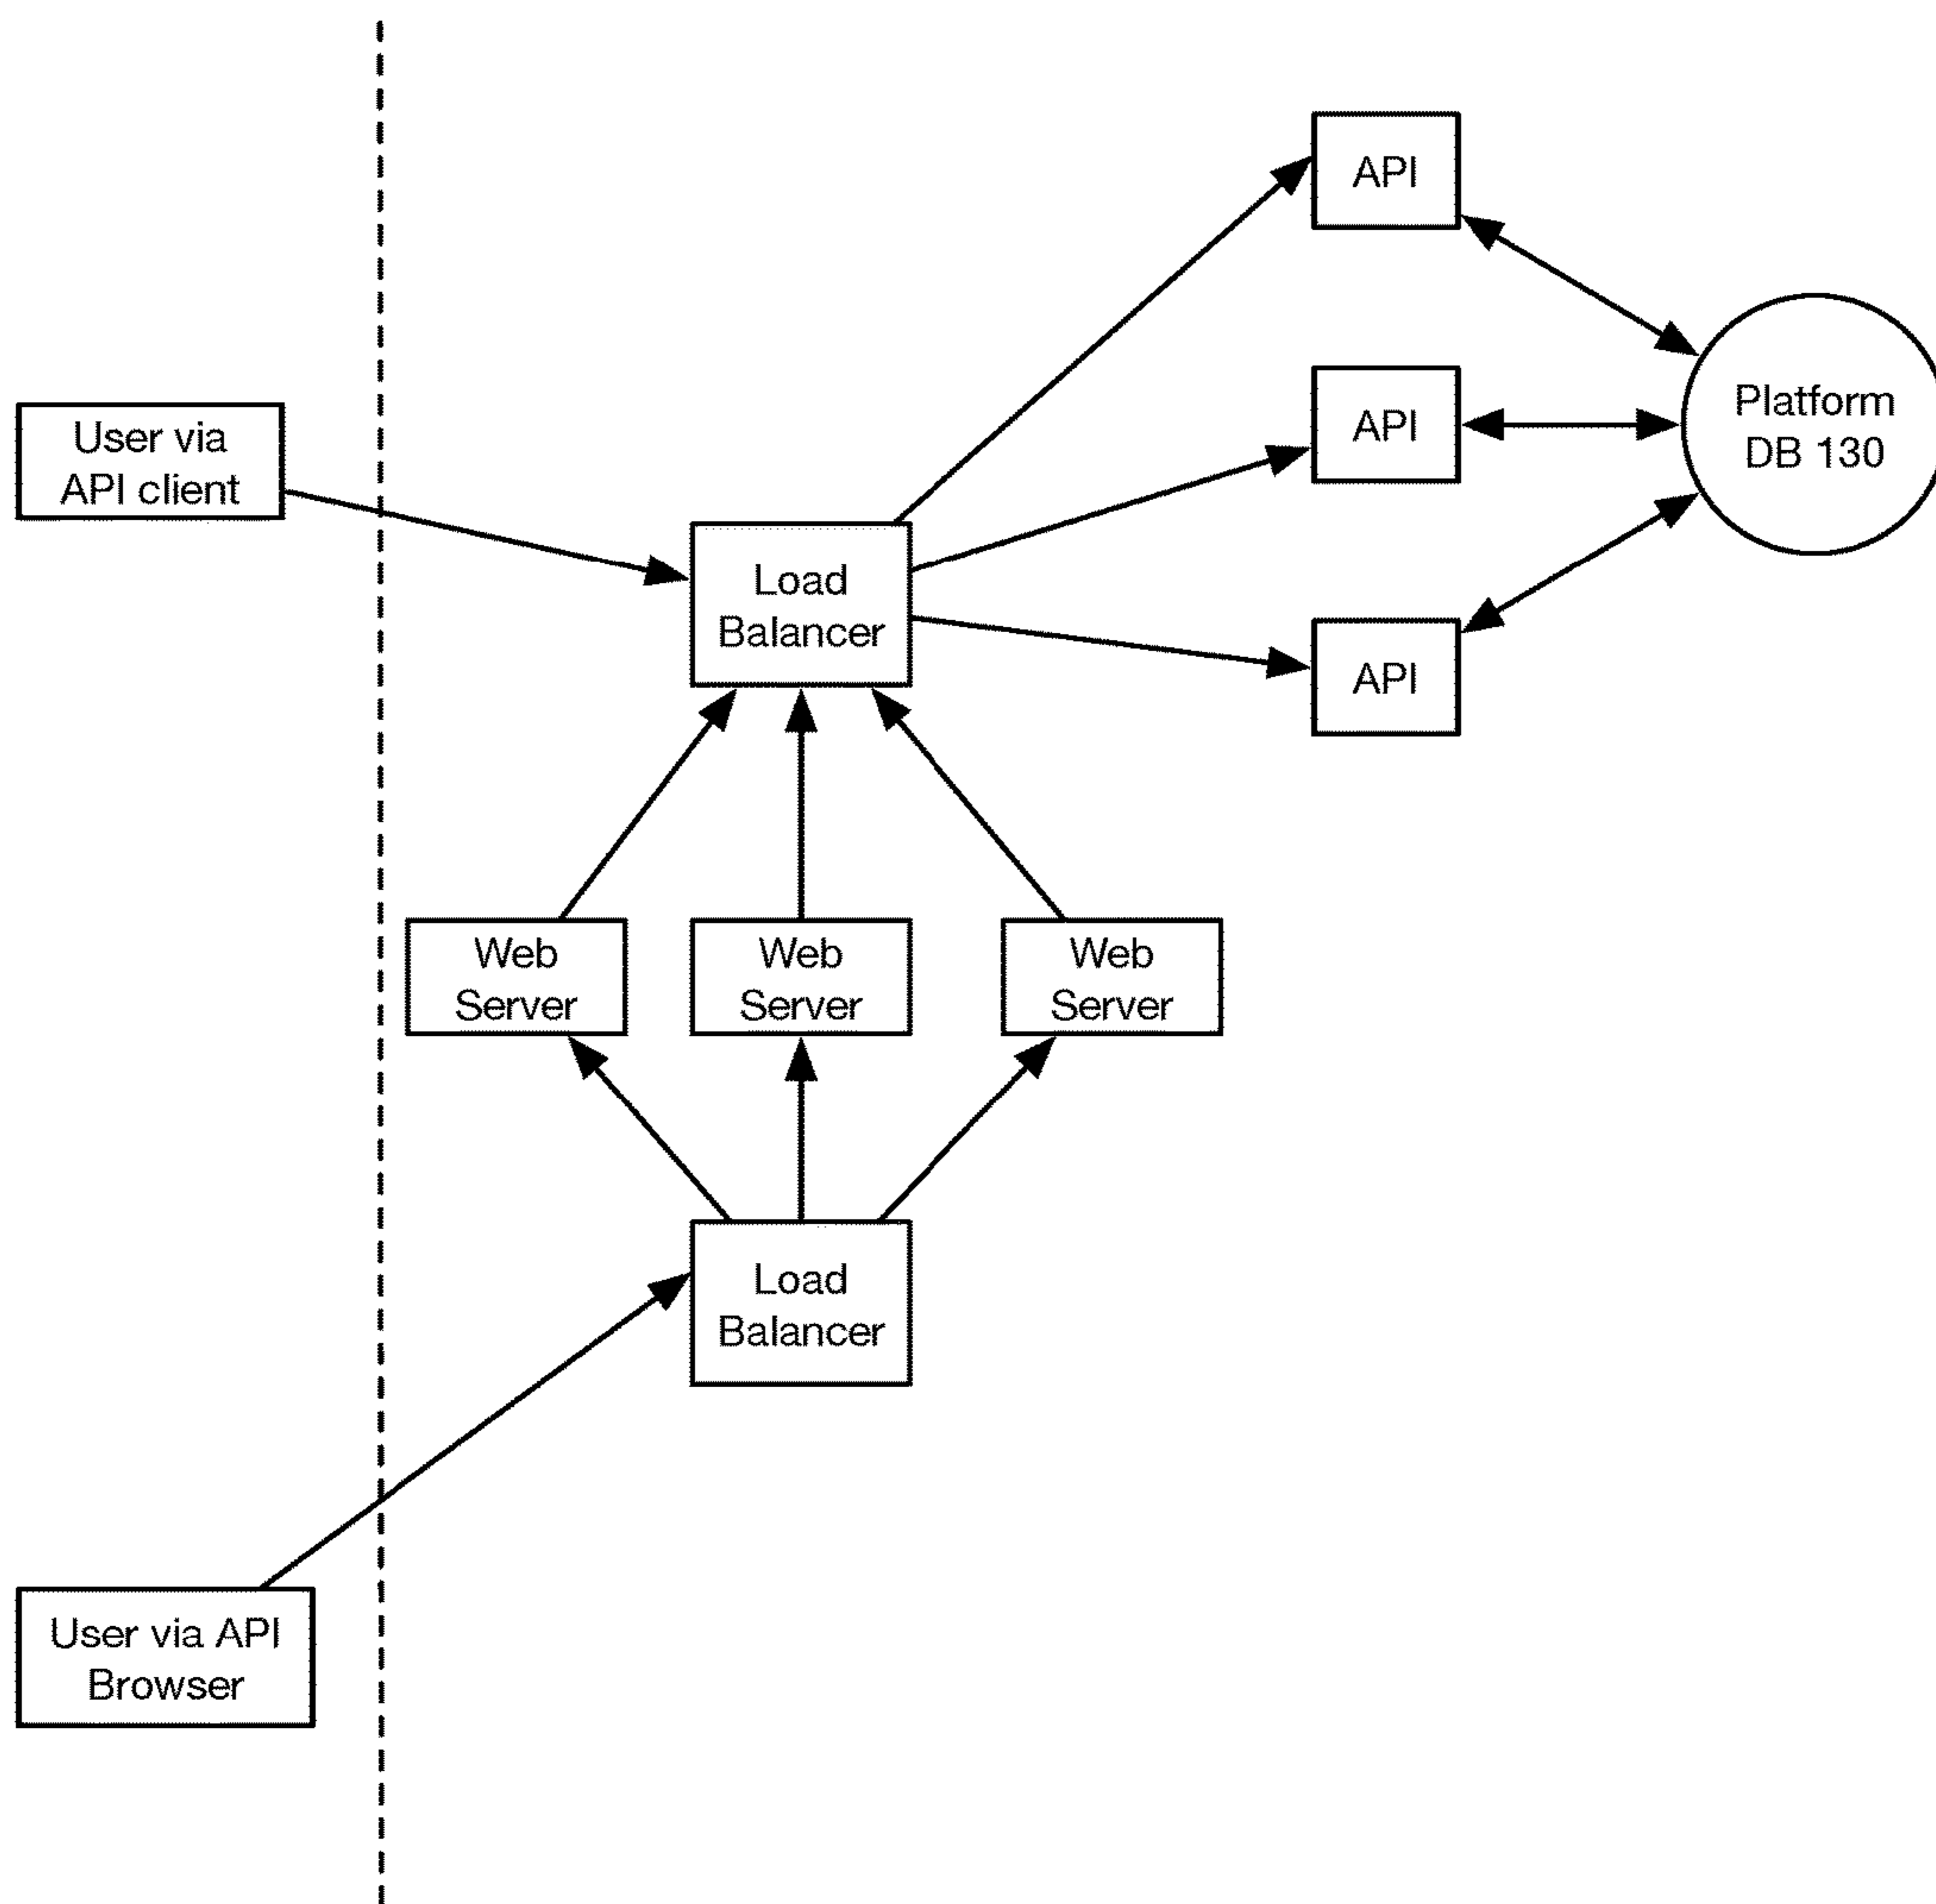 API
User via
API client
API
Platform
DB 130
Load
Balancer
API
Web
Server
Web
Server
Web
Server
Load
Balancer
User via API
Browser